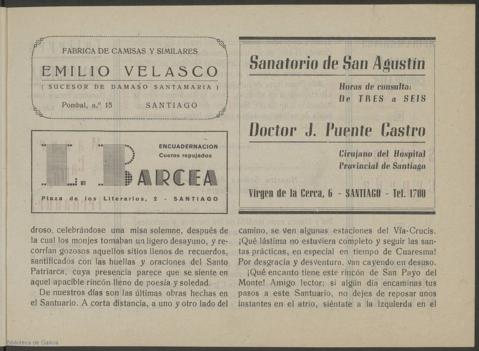 FABRICA DE CAMISAS Y SIMILARES
EMILIO VELASCO
( SUCESOR DE DAMASO SANTAMARIA )
Pombal, n.º 15 SANTIAGO
ENCUADERNACION
Cueros repujados
L. BARCEA
Plaza de los Literarios, 2 - SANTIAGO
Sanatorio de San Agustín
Horas de consulta:
De TRES a SEIS
Doctor J. Puente Castro
Cirujano del Hospital
Provincial de Santiago
Virgen de la Cerca, 6 - SANTIAGO - Tel. 1700
droso, celebrándose una misa solemne, después de
la cual los monjes tomaban un ligero desayuno, y re-
corrían gozosos aquellos sitios llenos de recuerdos,
santificados con las huellas y oraciones del Santo
Patriarca, cuya presencia parece que se siente en
aquel apacible rincón lleno de poesía y soledad.
De nuestros días son las últimas obras hechas en
el Santuario. A corta distancia, a uno y otro lado del
camino, se ven algunas estaciones del Vía-Crucis.
¡Qué lástima no estuviera completo y seguir las san-
tas prácticas, en especial en tiempo de Cuaresma!
Por desgracia y desventura, van cayendo en desuso.
¡Qué encanto tiene este rincón de San Payo del
Monte! Amigo lector; si algún día encaminas tus
pasos a este Santuario, no dejes de reposar unos
instantes en el atrio, siéntate a la izquierda en el
Biblioteca de Galicia